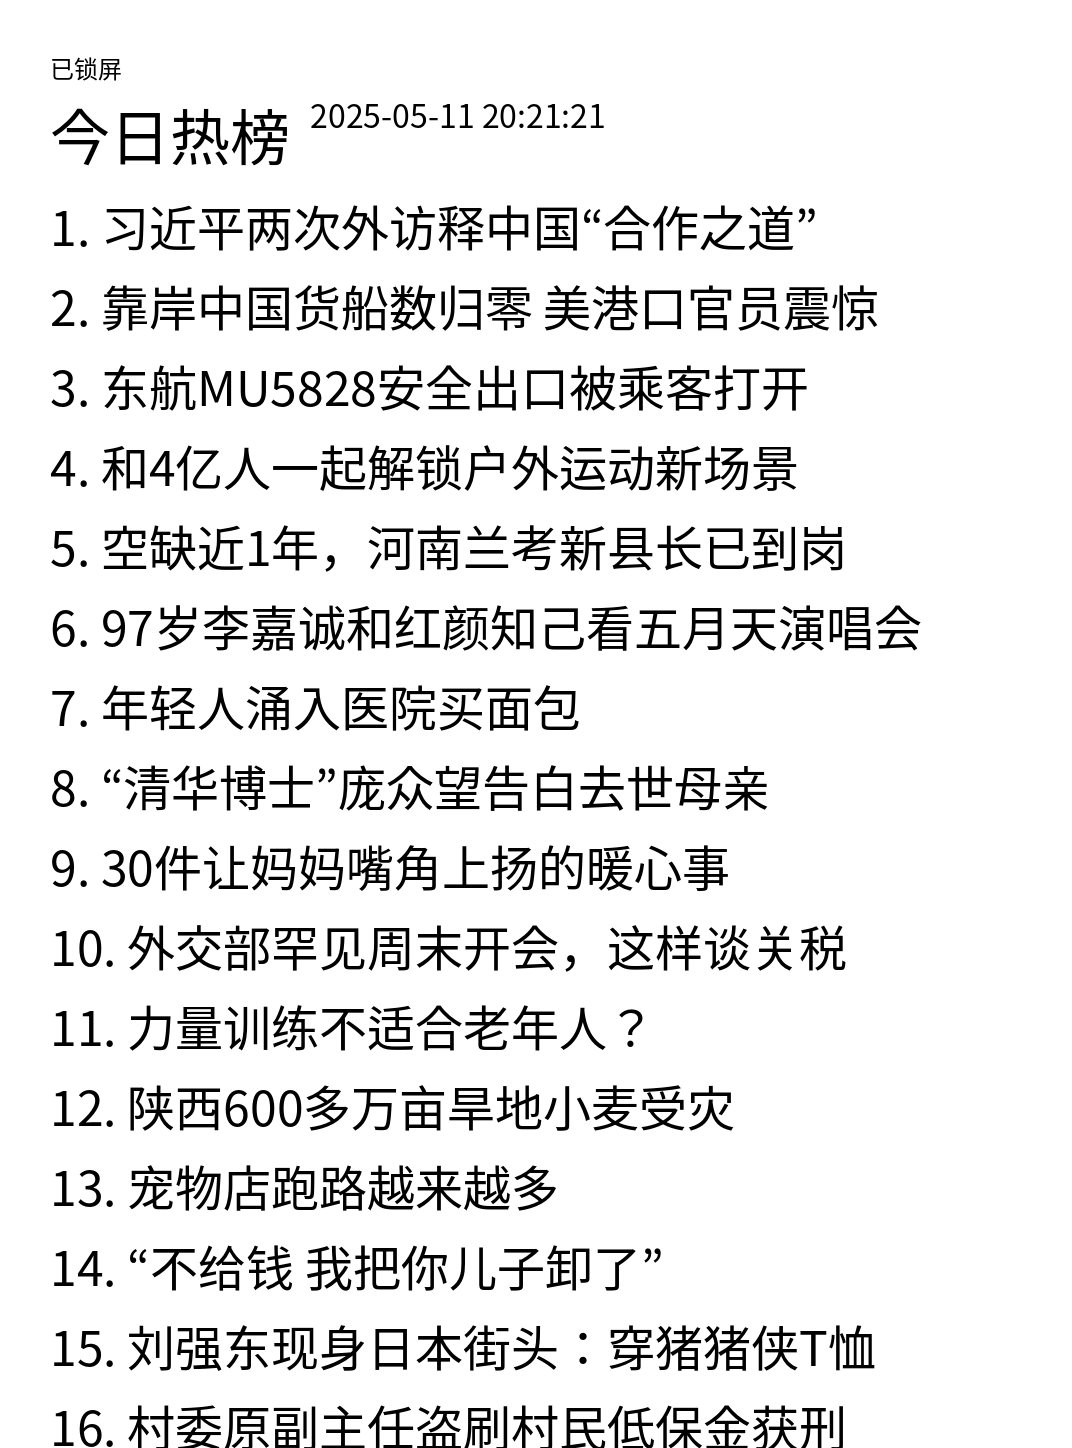 已锁屏
今日热榜 2025-05-11 20:21:21
1. 习近平两次外访释中国“合作之道”
2. 靠岸中国货船数归零 美港口官员震惊
3. 东航MU5828安全出口被乘客打开
4. 和4亿人一起解锁户外运动新场景
5. 空缺近1年，河南兰考新县长已到岗
6. 97岁李嘉诚和红颜知己看五月天演唱会
7. 年轻人涌入医院买面包
8. “清华博士”庞众望告白去世母亲
9. 30件让妈妈嘴角上扬的暖心事
10. 外交部罕见周末开会，这样谈关税
11. 力量训练不适合老年人？
12. 陕西600多万亩旱地小麦受灾
13. 宠物店跑路越来越多
14. “不给钱 我把你儿子卸了”
15. 刘强东现身日本街头：穿猪猪侠T恤
16. 村委原副主任盗刷村民低保金获刑